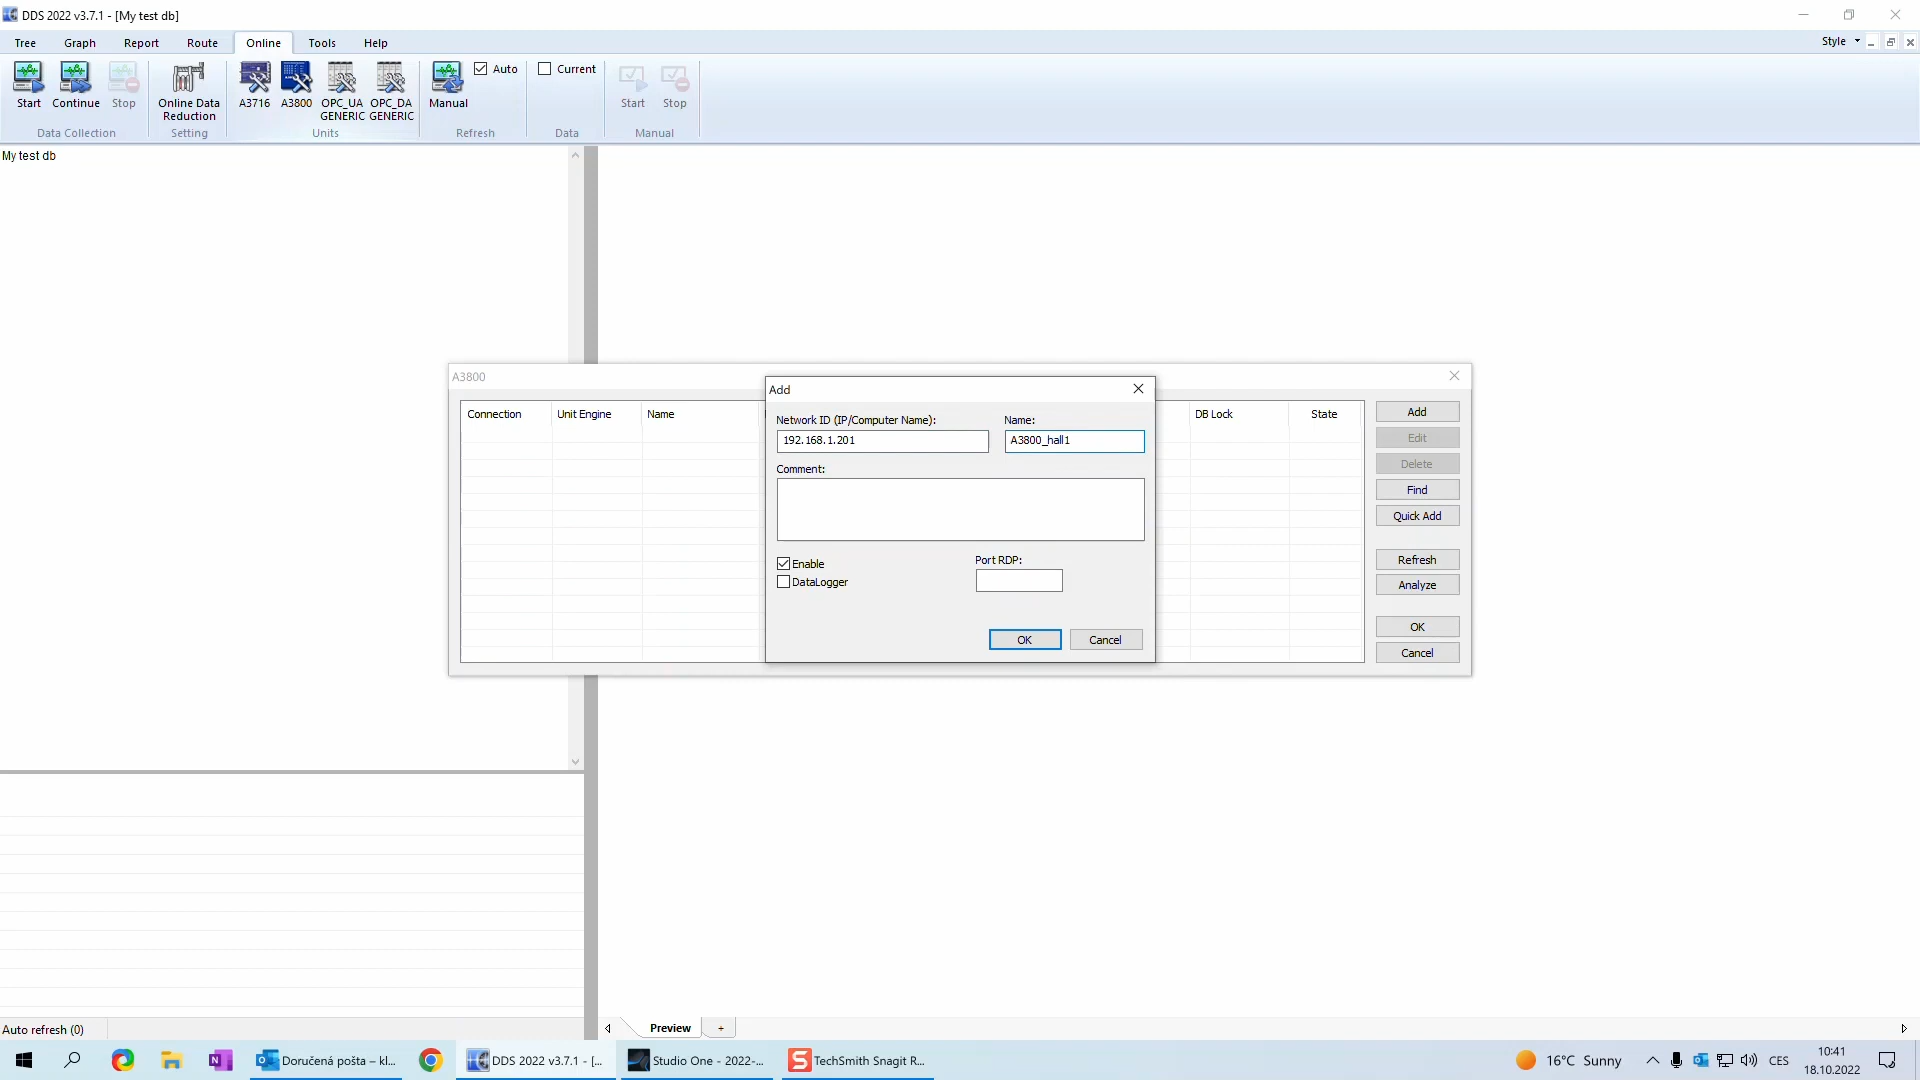 DDS 2022 v3.7.1 - [My test db]
Tree Graph Report Route Online Tools Help Style
Start Continue Stop Online Data Reduction A3716 A3800 OPC_UA GENERIC OPC_DA GENERIC Manual Auto Current Start Stop
Data Collection Setting Units Refresh Data Manual
My test db
A3800
Connection Unit Engine Name DB Lock State
Add
Edit
Delete
Find
Quick Add
Refresh
Analyze
OK
Cancel
Add
Network ID (IP/Computer Name): Name:
192.168.1.201 A3800_hall1
Comment:
Enable Port RDP:
DataLogger
OK Cancel
Auto refresh (0) Preview +
Doručená pošta – kl... DDS 2022 v3.7.1 - [... Studio One - 2022-... TechSmith Snagit R... 16°C Sunny CES 10:41
18.10.2022